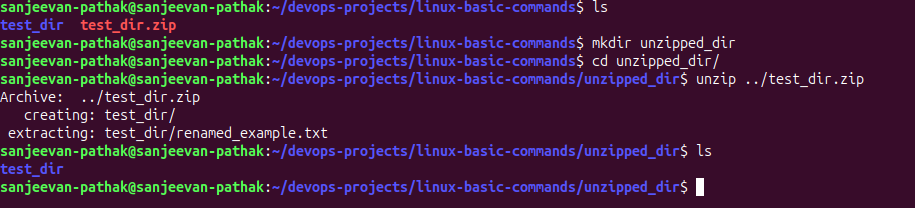 sanjeevan-pathak@sanjeevan-pathak:~/devops-projects/linux-basic-commands$ ls
test_dir  test_dir.zip
sanjeevan-pathak@sanjeevan-pathak:~/devops-projects/linux-basic-commands$ mkdir unzipped_dir
sanjeevan-pathak@sanjeevan-pathak:~/devops-projects/linux-basic-commands$ cd unzipped_dir/
sanjeevan-pathak@sanjeevan-pathak:~/devops-projects/linux-basic-commands/unzipped_dir$ unzip ../test_dir.zip
Archive:  ../test_dir.zip
   creating: test_dir/
 extracting: test_dir/renamed_example.txt
sanjeevan-pathak@sanjeevan-pathak:~/devops-projects/linux-basic-commands/unzipped_dir$ ls
test_dir
sanjeevan-pathak@sanjeevan-pathak:~/devops-projects/linux-basic-commands/unzipped_dir$